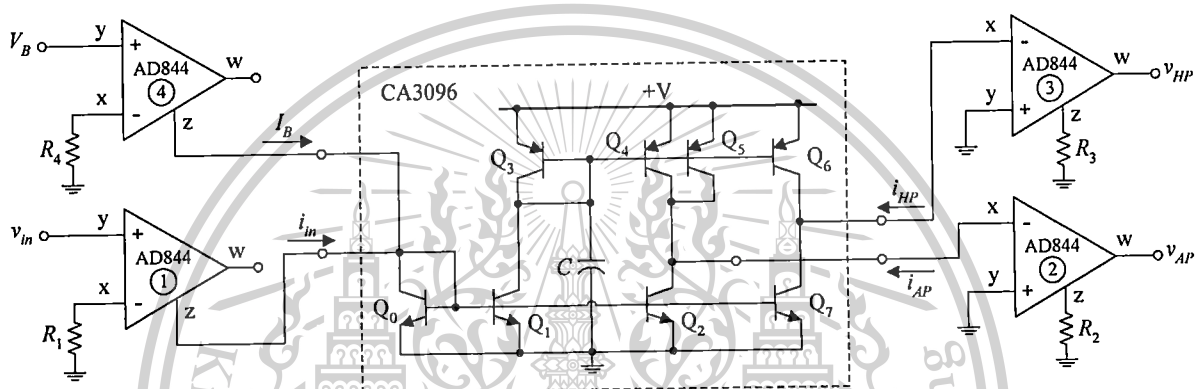 V_B
y
+
AD844
4
w
x
-
z
R_4
I_B
v_in
y
+
AD844
1
w
x
-
z
R_1
i_in
CA3096
+V
Q_3
Q_4
Q_5
Q_6
C
Q_0
Q_1
Q_2
Q_7
i_HP
i_AP
x
-
AD844
3
w
v_HP
y
+
z
R_3
x
-
AD844
2
w
v_AP
y
+
z
R_2